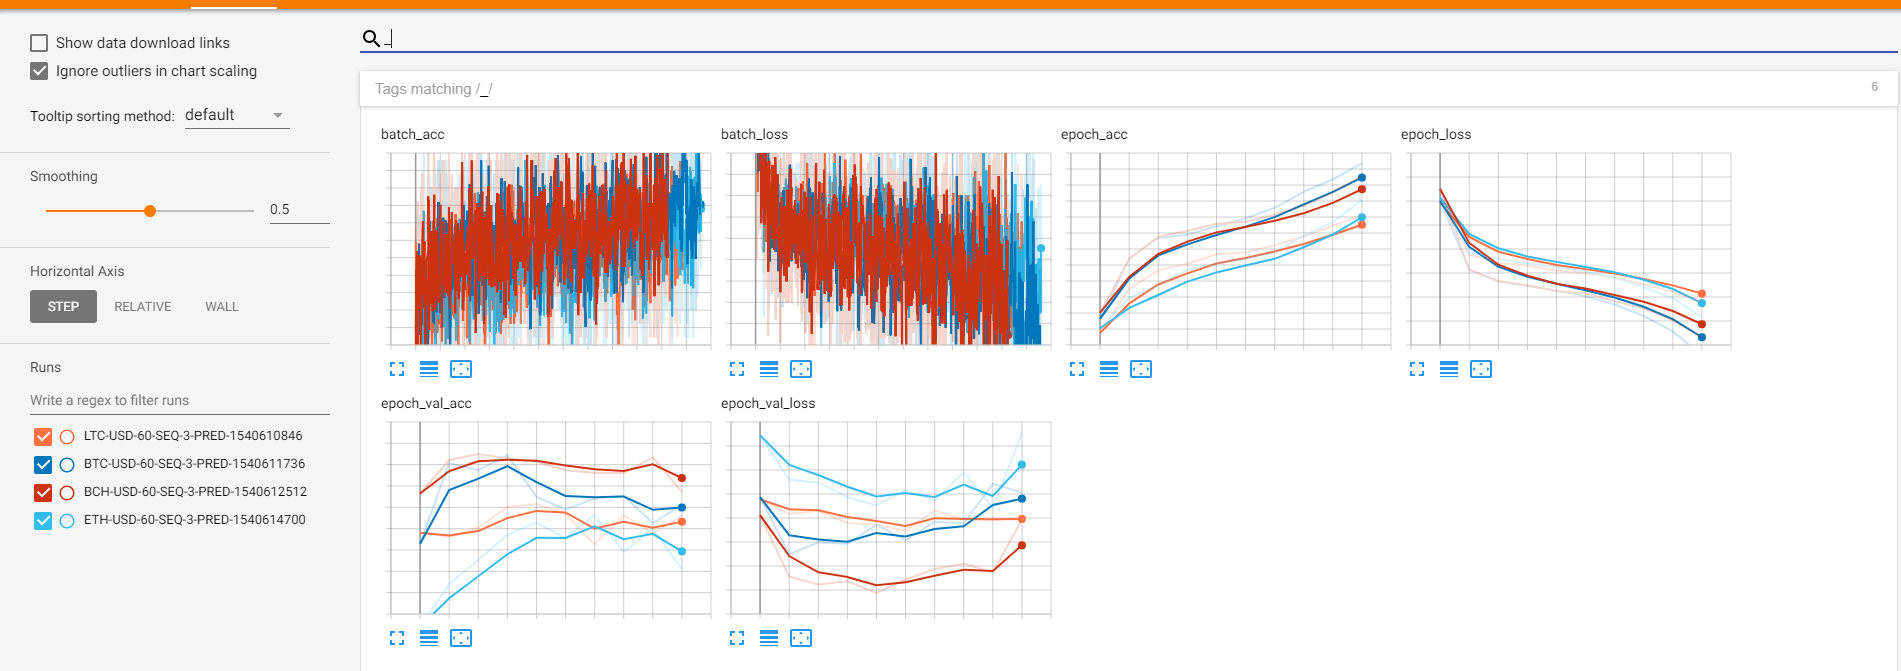 Show data download links
Ignore outliers in chart scaling
Tooltip sorting method: default
Smoothing
0.5
Horizontal Axis
STEP RELATIVE WALL
Runs
Write a regex to filter runs
LTC-USD-60-SEQ-3-PRED-1540610846
BTC-USD-60-SEQ-3-PRED-1540611736
BCH-USD-60-SEQ-3-PRED-1540612512
ETH-USD-60-SEQ-3-PRED-1540614700
_
Tags matching /_/ 6
batch_acc
batch_loss
epoch_acc
epoch_loss
epoch_val_acc
epoch_val_loss